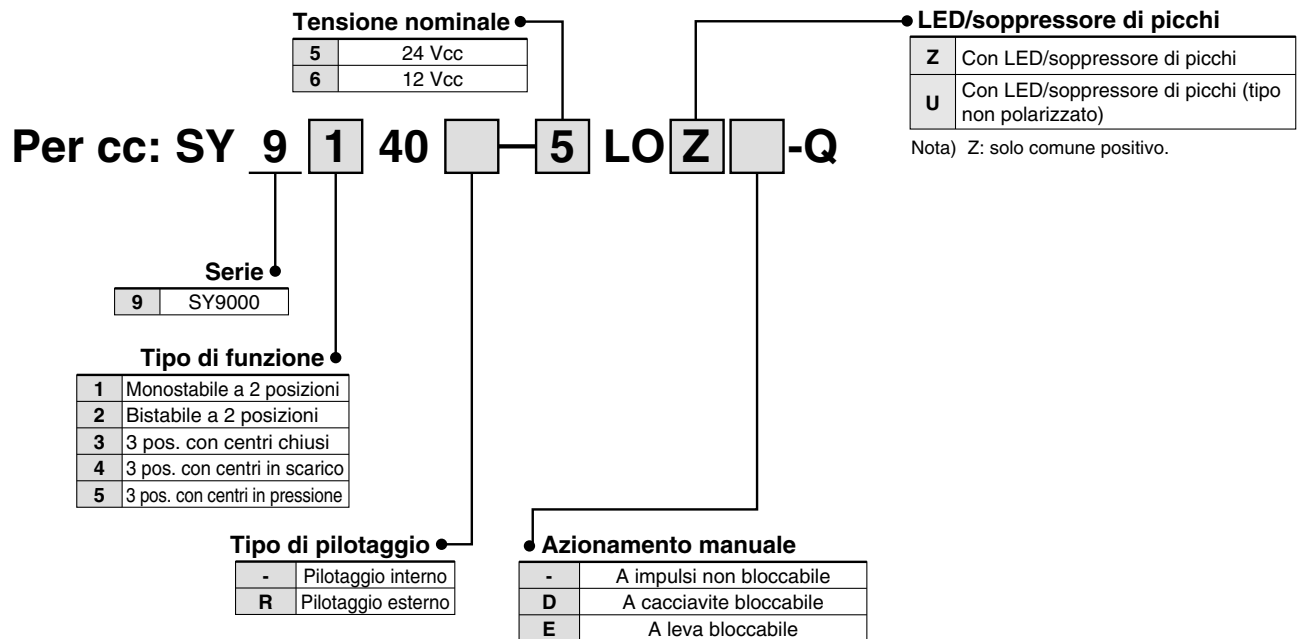 Tensione nominale
5 24 Vcc
6 12 Vcc
LED/soppressore di picchi
Z Con LED/soppressore di picchi
U Con LED/soppressore di picchi (tipo
non polarizzato)
Nota) Z: solo comune positivo.
Per cc: SY 9 1 40 - 5 LO Z -Q
Serie
9 SY9000
Tipo di funzione
1 Monostabile a 2 posizioni
2 Bistabile a 2 posizioni
3 3 pos. con centri chiusi
4 3 pos. con centri in scarico
5 3 pos. con centri in pressione
Tipo di pilotaggio
- Pilotaggio interno
R Pilotaggio esterno
Azionamento manuale
- A impulsi non bloccabile
D A cacciavite bloccabile
E A leva bloccabile